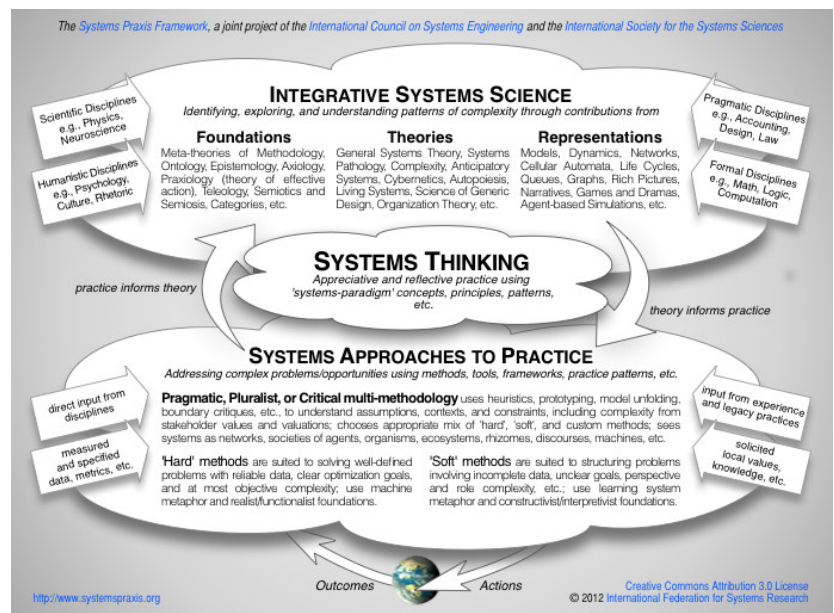 The Systems Praxis Framework, a joint project of the International Council on Systems Engineering and the International Society for the Systems Sciences
INTEGRATIVE SYSTEMS SCIENCE
Identifying, exploring, and understanding patterns of complexity through contributions from
Scientific Disciplines
e.g., Physics,
Neuroscience
Humanistic Disciplines
e.g., Psychology,
Culture, Rhetoric
Foundations
Meta-theories of Methodology,
Ontology, Epistemology, Axiology,
Praxiology (theory of effective
action), Teleology, Semiotics and
Semiosis, Categories, etc.
Theories
General Systems Theory, Systems
Pathology, Complexity, Anticipatory
Systems, Cybernetics, Autopoiesis,
Living Systems, Science of Generic
Design, Organization Theory, etc.
Representations
Models, Dynamics, Networks,
Cellular Automata, Life Cycles,
Queues, Graphs, Rich Pictures,
Narratives, Games and Dramas,
Agent-based Simulations, etc.
Pragmatic Disciplines
e.g., Accounting,
Design, Law
Formal Disciplines
e.g., Math, Logic,
Computation
SYSTEMS THINKING
Appreciative and reflective practice using
'systems-paradigm' concepts, principles, patterns,
etc.
practice informs theory
theory informs practice
SYSTEMS APPROACHES TO PRACTICE
Addressing complex problems/opportunities using methods, tools, frameworks, practice patterns, etc.
direct input from
disciplines
measured
and specified
data, metrics, etc.
Pragmatic, Pluralist, or Critical multi-methodology uses heuristics, prototyping, model unfolding,
boundary critiques, etc., to understand assumptions, contexts, and constraints, including complexity from
stakeholder values and valuations; chooses appropriate mix of 'hard', 'soft', and custom methods; sees
systems as networks, societies of agents, organisms, ecosystems, rhizomes, discourses, machines, etc.
'Hard' methods are suited to solving well-defined
problems with reliable data, clear optimization goals,
and at most objective complexity; use machine
metaphor and realist/functionalist foundations.
'Soft' methods are suited to structuring problems
involving incomplete data, unclear goals, perspective
and role complexity, etc.; use learning system
metaphor and constructivist/interpretivist foundations.
input from experience
and legacy practices
solicited
local values,
knowledge, etc.
Outcomes
Actions
http://www.systemspraxis.org
Creative Commons Attribution 3.0 License
© 2012 International Federation for Systems Research